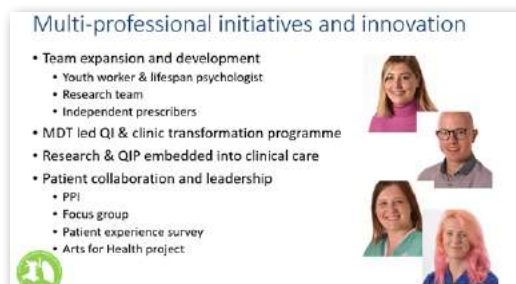 Multi-professional initiatives and innovation
• Team expansion and development
• Youth worker & lifespan psychologist
• Research team
• Independent prescribers
• MDT led QI & clinic transformation programme
• Research & QIP embedded into clinical care
• Patient collaboration and leadership
• PPI
• Focus group
• Patient experience survey
• Arts for Health project